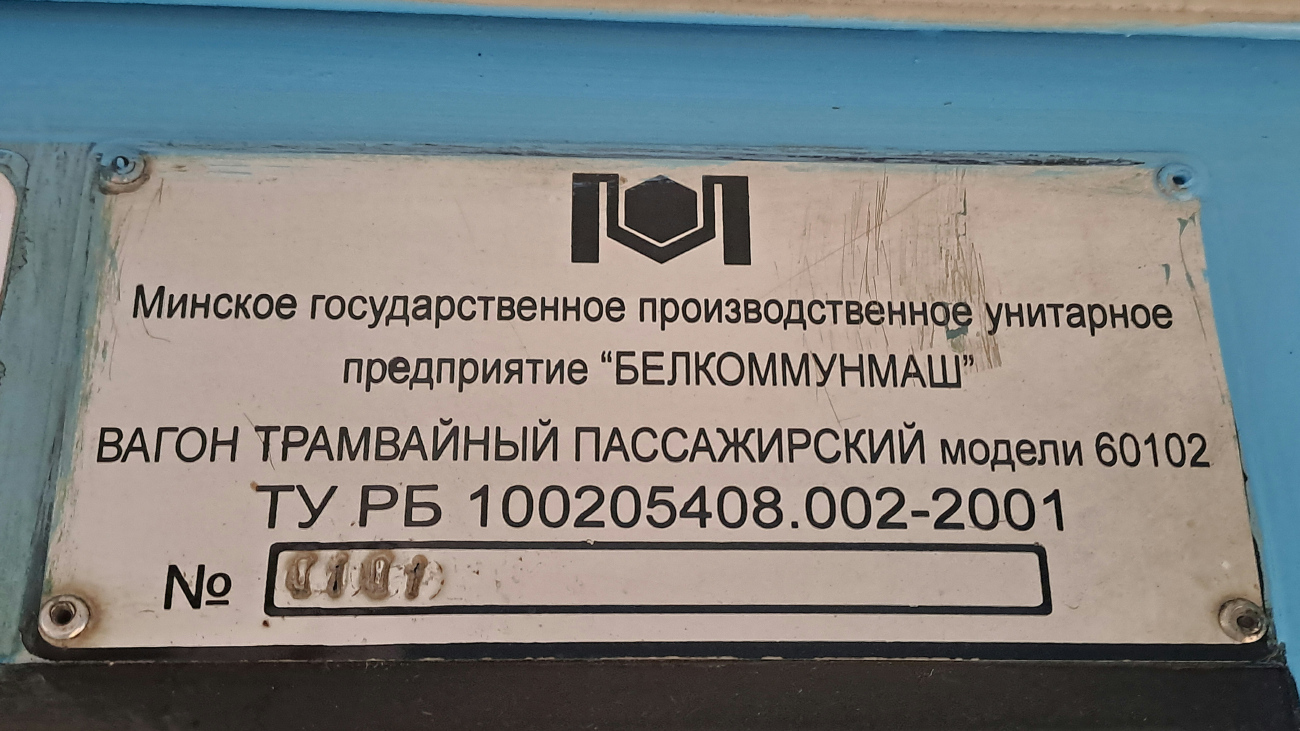 Минское государственное производственное унитарное
предприятие “БЕЛКОММУНМАШ”
ВАГОН ТРАМВАЙНЫЙ ПАССАЖИРСКИЙ модели 60102
ТУ РБ 100205408.002-2001
№